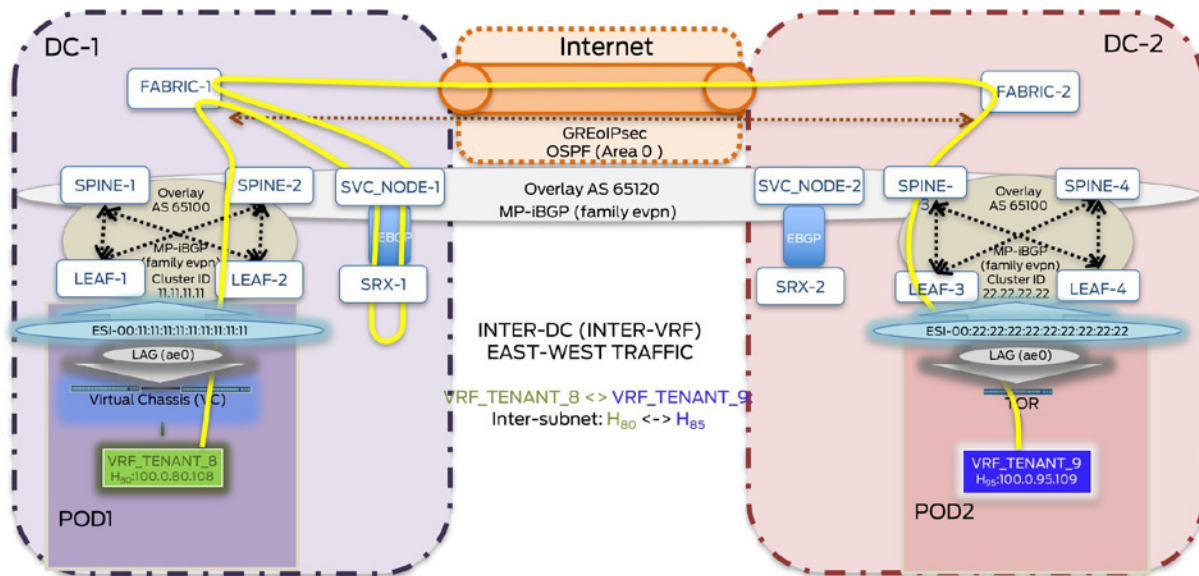 DC-1
Internet
DC-2
FABRIC-1
FABRIC-2
GREoIPsec
OSPF (Area 0 )
SPINE-1
SPINE-2
SVC_NODE-1
Overlay
AS 65100
Overlay AS 65120
MP-iBGP (family evpn)
SVC_NODE-2
SPINE-
3
SPINE-4
Overlay
AS 65100
MP-iBGP
(family evpn)
Cluster ID
11.11.11.11
LEAF-1
LEAF-2
EBGP
SRX-1
EBGP
SRX-2
MP-iBGP
(family evpn)
Cluster ID
22.22.22.22
LEAF-3
LEAF-4
ESI-00:11:11:11:11:11:11:11:11:11
ESI-00:22:22:22:22:22:22:22:22:22
LAG (ae0)
LAG (ae0)
Virtual Chassis (VC)
TOR
INTER-DC (INTER-VRF)
EAST-WEST TRAFFIC
VRF_TENANT_8 <> VRF_TENANT_9
Inter-subnet: H80 <-> H85
VRF_TENANT_8
H80:100.0.80.108
VRF_TENANT_9
H95:100.0.95.109
POD1
POD2